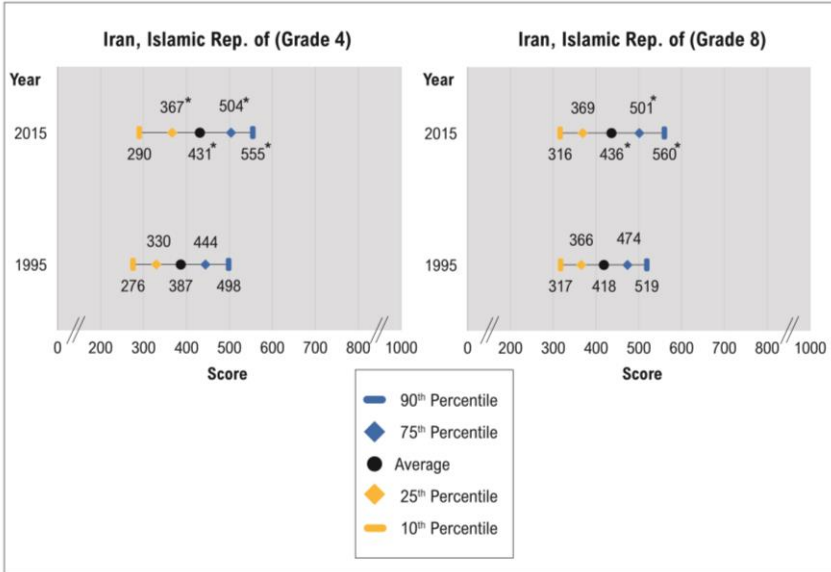 Iran, Islamic Rep. of (Grade 4)
Year
367* 504*
2015
290 431* 555*
330 444
1995
276 387 498
0 200 300 400 500 600 700 800 1000
Score
Iran, Islamic Rep. of (Grade 8)
369 501*
316 436* 560*
366 474
317 418 519
0 200 300 400 500 600 700 800 1000
Score
90th Percentile
75th Percentile
Average
25th Percentile
10th Percentile